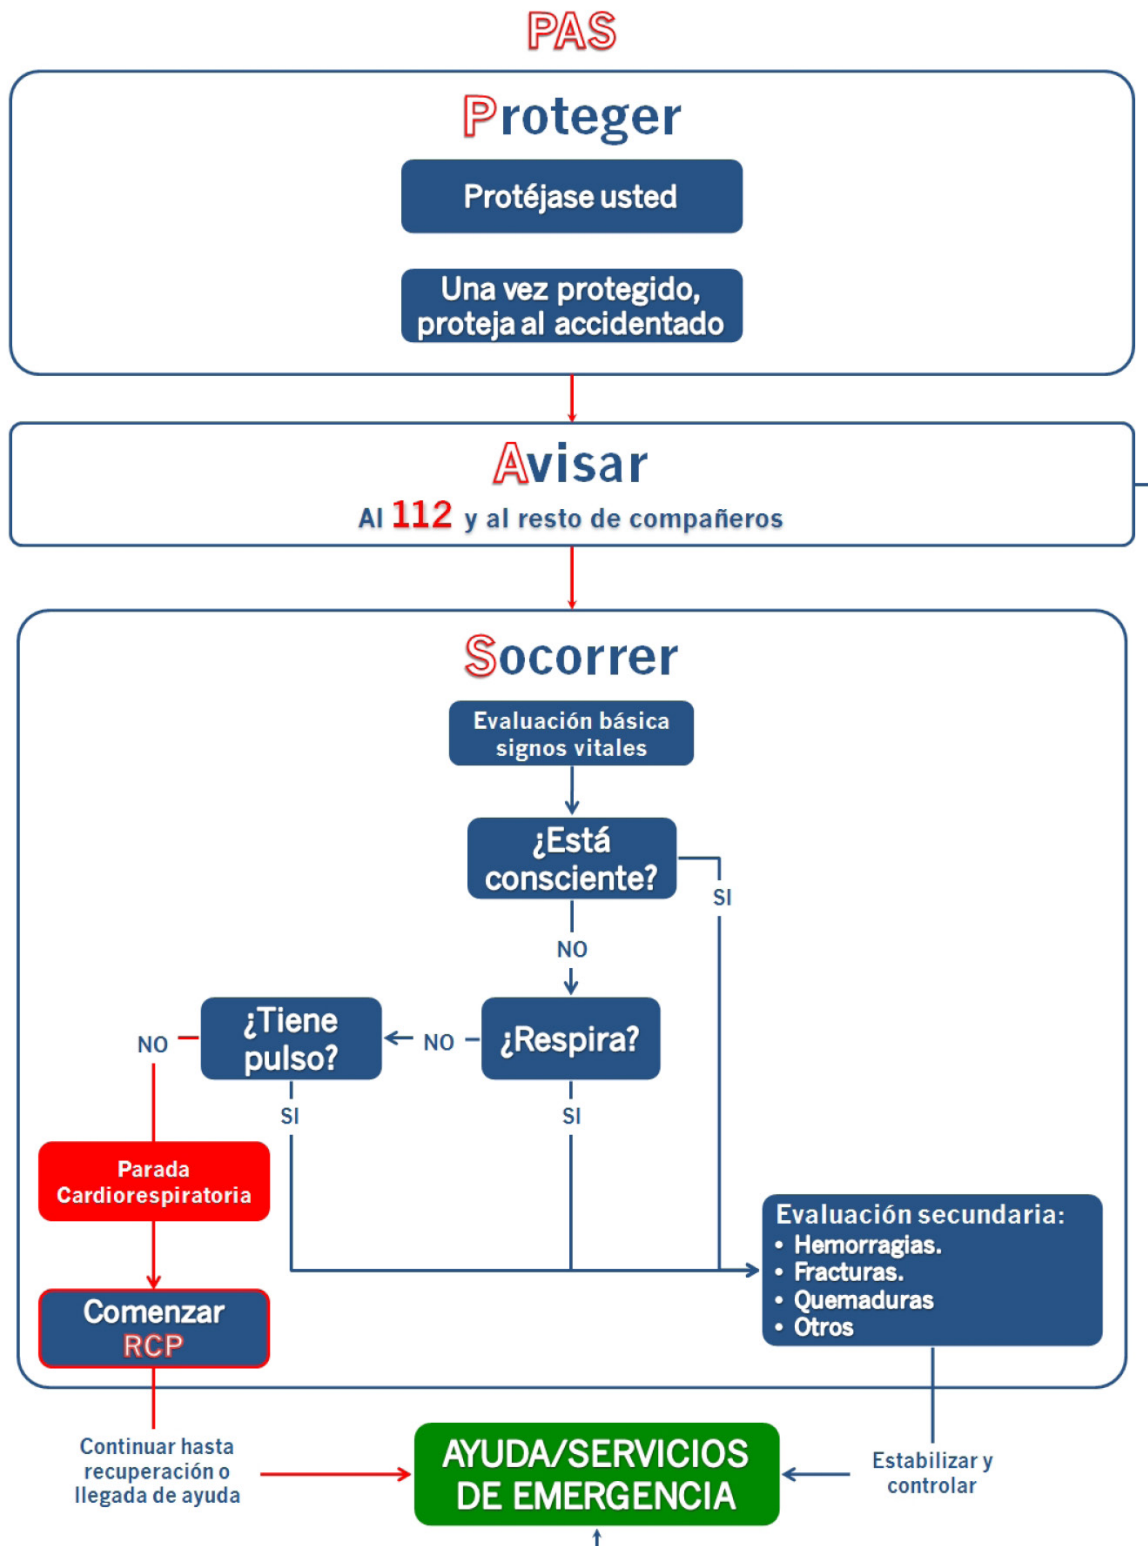 PAS
Proteger
Protéjase usted
Una vez protegido,
proteja al accidentado
Avisar
Al 112 y al resto de compañeros
Socorrer
Evaluación básica
signos vitales
¿Está
consciente?
SI
NO
¿Respira?
NO
¿Tiene
pulso?
NO
SI
SI
Parada
Cardiorespiratoria
Comenzar
RCP
Evaluación secundaria:
• Hemorragias.
• Fracturas.
• Quemaduras
• Otros
Continuar hasta
recuperación o
llegada de ayuda
AYUDA/SERVICIOS
DE EMERGENCIA
Estabilizar y
controlar